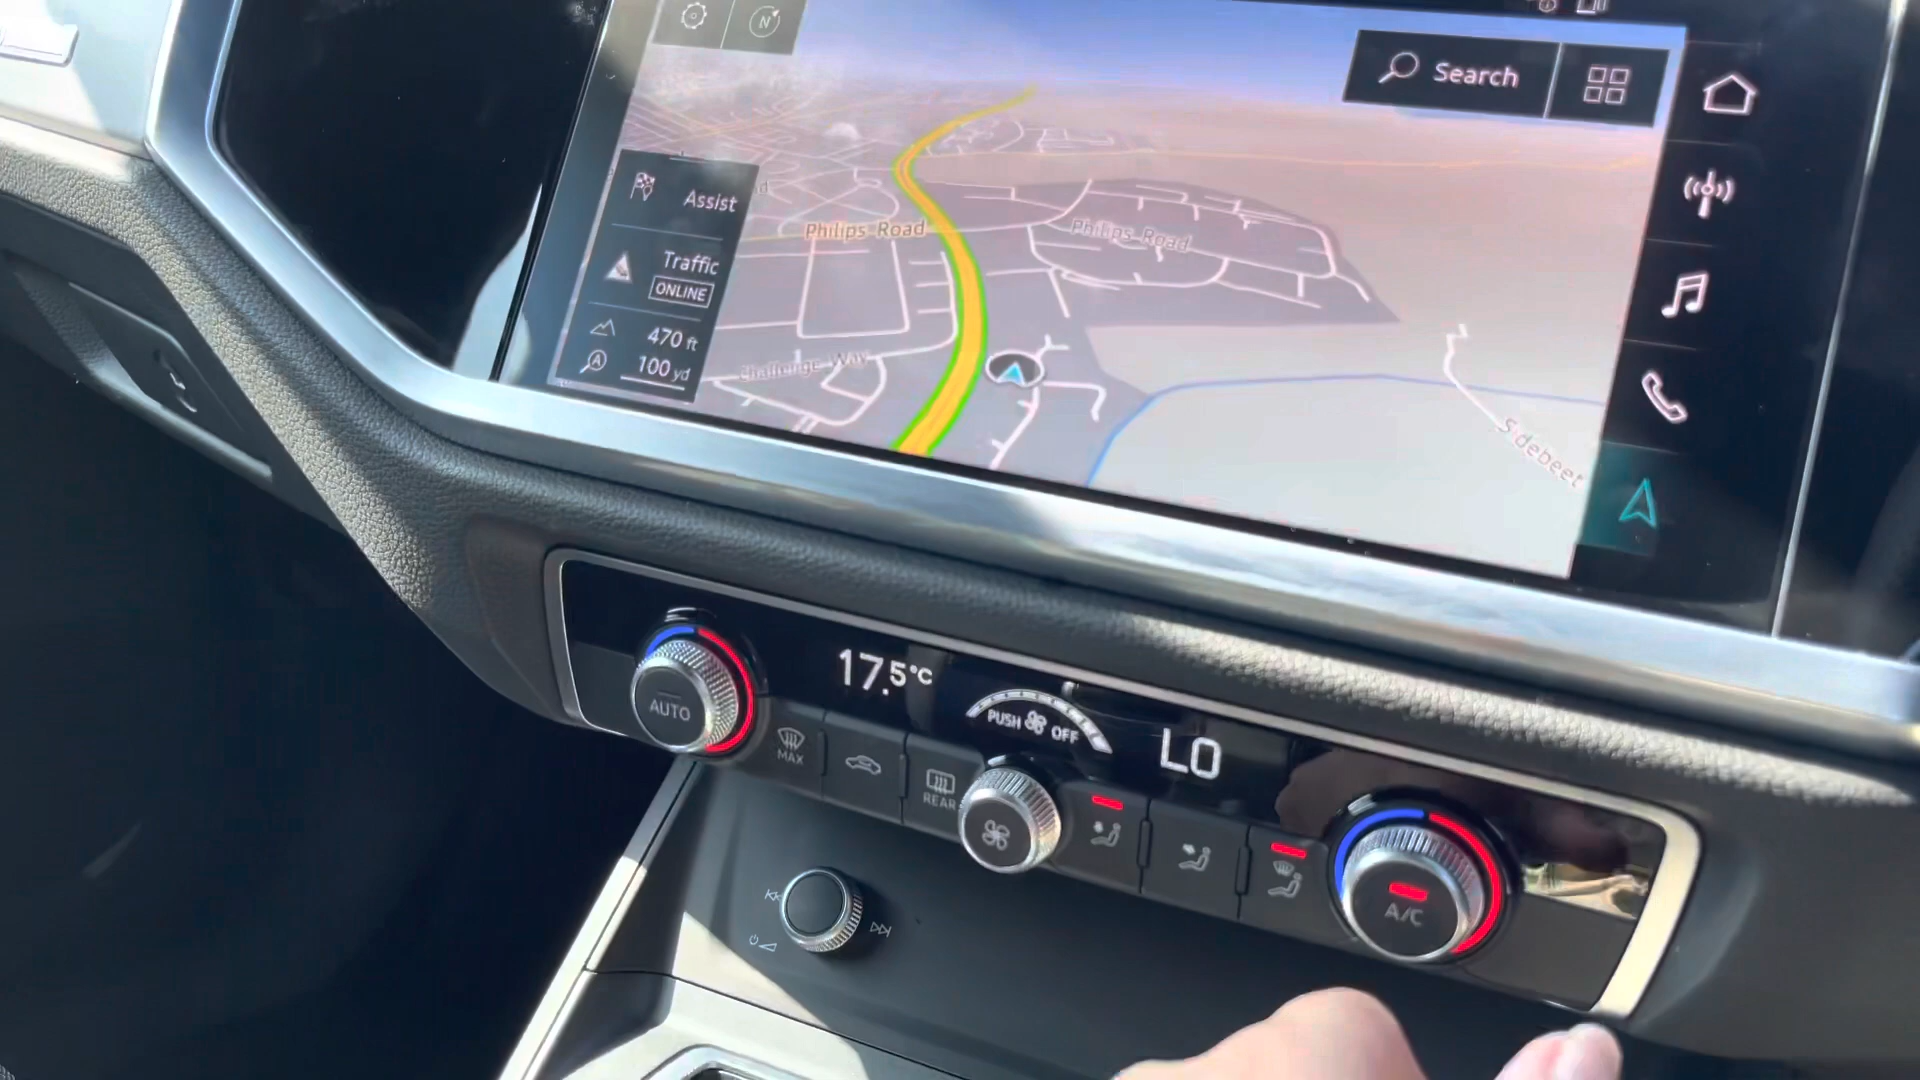 N
Search
Assist
Traffic
ONLINE
470 ft
A
100 yd
Philips Road
Philips Road
Challenge Way
Sidebeet
17.5°C
PUSH OFF
LO
AUTO
MAX
REAR
A/C